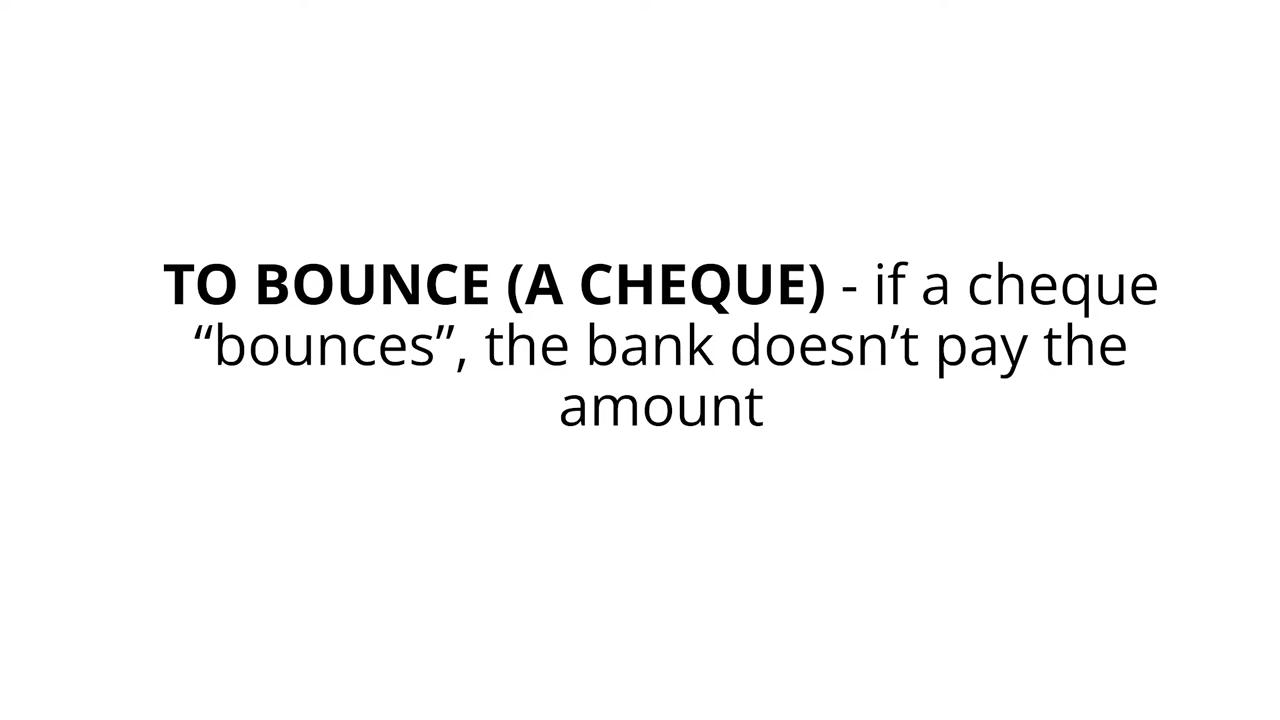 TO BOUNCE (A CHEQUE) - if a cheque
“bounces”, the bank doesn’t pay the
amount